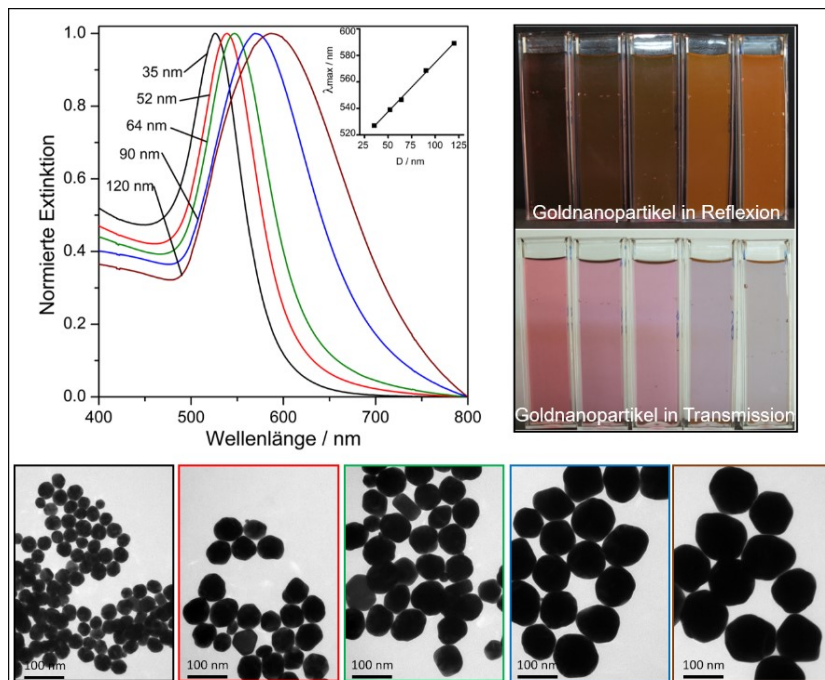 1.0
0.8
0.6
0.4
0.2
0.0
Normierte Extinktion
400 500 600 700 800
Wellenlänge / nm
35 nm
52 nm
64 nm
90 nm
120 nm
600
580
560
540
520
λmax / nm
25 50 75 100 125
D / nm
Goldnanopartikel in Reflexion
Goldnanopartikel in Transmission
100 nm
100 nm
100 nm
100 nm
100 nm